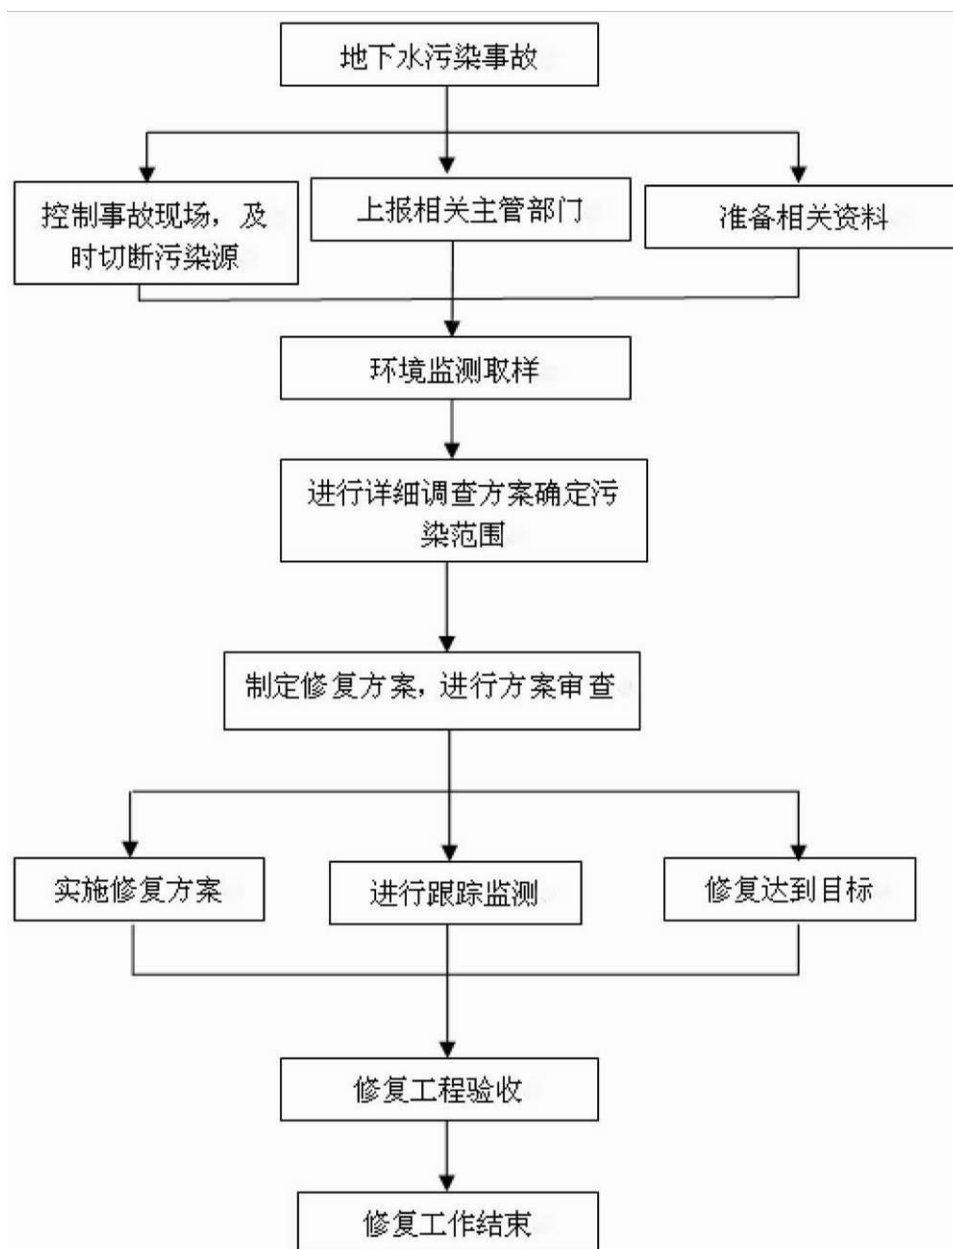 地下水污染事故
控制事故现场，及
时切断污染源
上报相关主管部门
准备相关资料
环境监测取样
进行详细调查方案确定污
染范围
制定修复方案，进行方案审查
实施修复方案
进行跟踪监测
修复达到目标
修复工程验收
修复工作结束